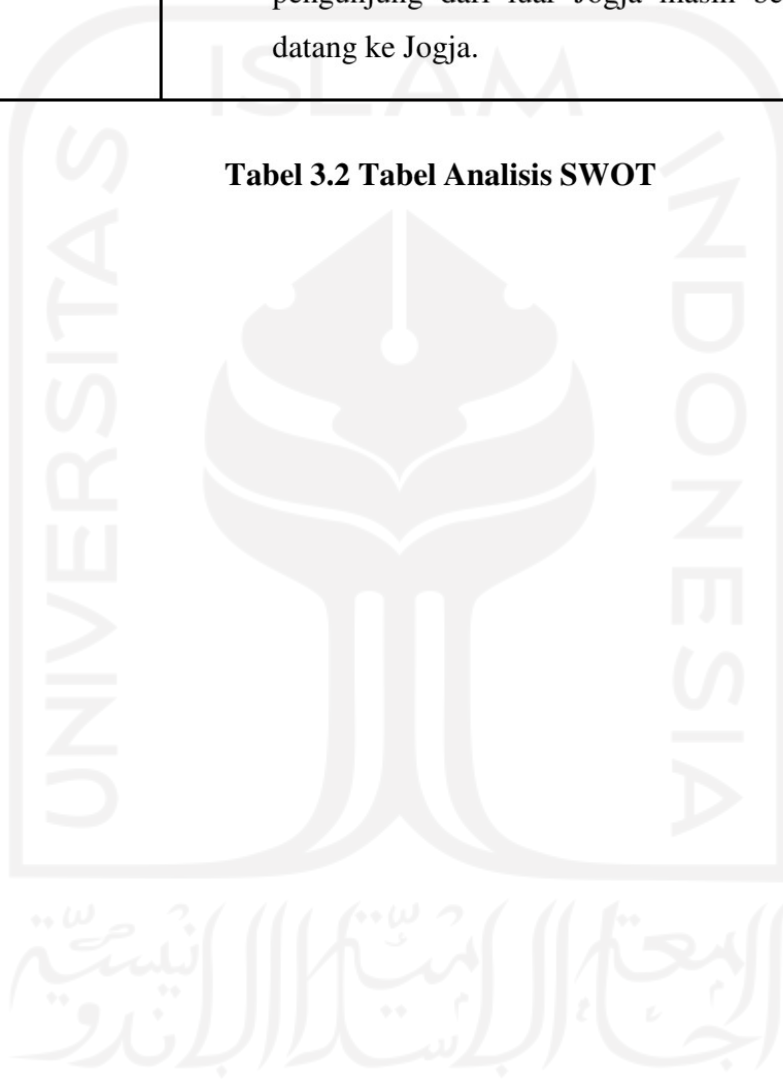 pengunjung dari luar Jogja masih
datang ke Jogja.
ISLAM
Tabel 3.2 Tabel Analisis SWOT
UNIVERSITAS
INDONESIA